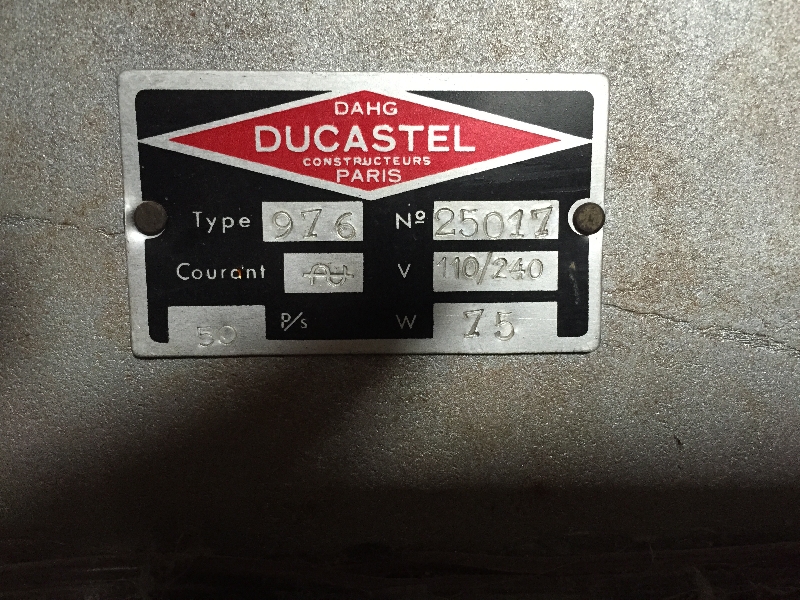 DAHG
DUCASTEL
CONSTRUCTEURS
PARIS
Type 976 Nº 25017
Courant V 110/240
50 P/s W 75